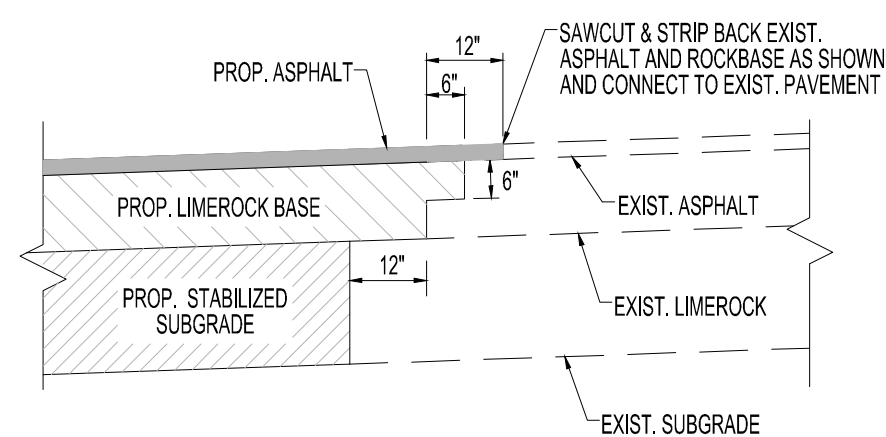 SAWCUT & STRIP BACK EXIST.
ASPHALT AND ROCKBASE AS SHOWN
AND CONNECT TO EXIST. PAVEMENT
12"
PROP. ASPHALT
6"
6"
PROP. LIMEROCK BASE
EXIST. ASPHALT
12"
PROP. STABILIZED
SUBGRADE
EXIST. LIMEROCK
EXIST. SUBGRADE